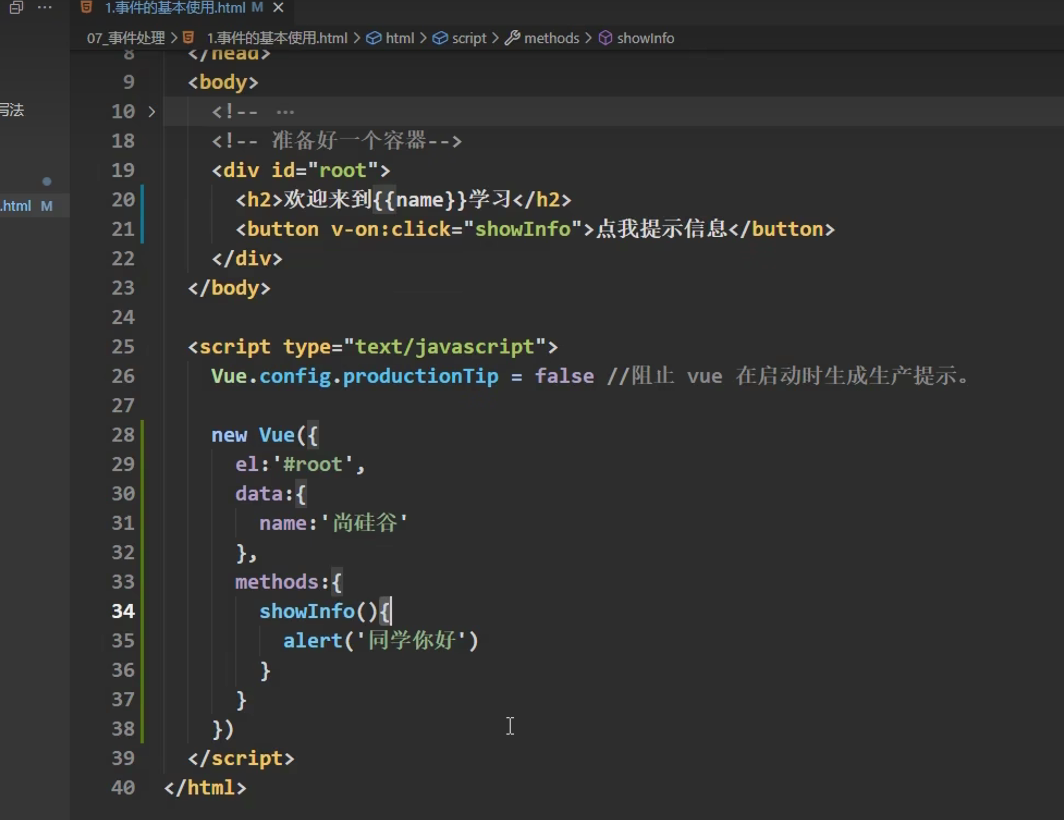 1.事件的基本使用.html M
07_事件处理 > 1.事件的基本使用.html > html > script > methods > showInfo
写法
.html M
8 </head>
9 <body>
10 <!-- ...
18 <!-- 准备好一个容器-->
19 <div id="root">
20 <h2>欢迎来到{{name}}学习</h2>
21 <button v-on:click="showInfo">点我提示信息</button>
22 </div>
23 </body>
24
25 <script type="text/javascript">
26 Vue.config.productionTip = false //阻止 vue 在启动时生成生产提示。
27
28 new Vue({
29 el:'#root',
30 data:{
31 name:'尚硅谷'
32 },
33 methods:{
34 showInfo(){
35 alert('同学你好')
36 }
37 }
38 })
39 </script>
40 </html>